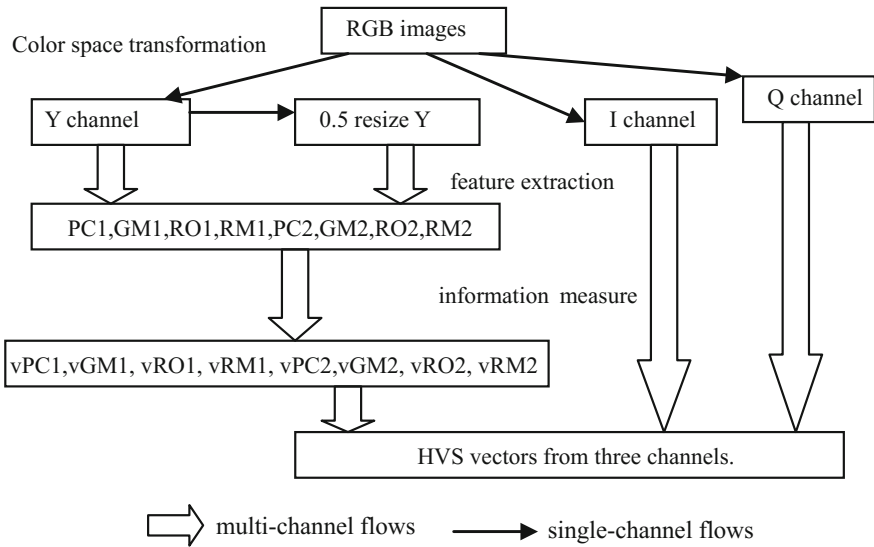 RGB images
Color space transformation
Y channel
0.5 resize Y
I channel
Q channel
feature extraction
PC1,GM1,RO1,RM1,PC2,GM2,RO2,RM2
information measure
vPC1,vGM1, vRO1, vRM1, vPC2,vGM2, vRO2, vRM2
HVS vectors from three channels.
multi-channel flows
single-channel flows